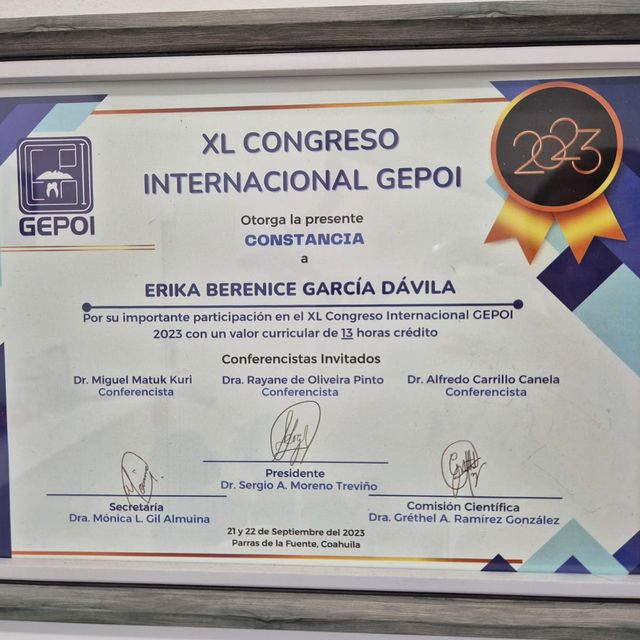 XL CONGRESO
INTERNACIONAL GEPOI
2023
GEPOI
Otorga la presente
CONSTANCIA
a
ERIKA BERENICE GARCÍA DÁVILA
Por su importante participación en el XL Congreso Internacional GEPOI
2023 con un valor curricular de 13 horas crédito
Conferencistas Invitados
Dr. Miguel Matuk Kuri
Conferencista
Dra. Rayane de Oliveira Pinto
Conferencista
Dr. Alfredo Carrillo Canela
Conferencista
Presidente
Dr. Sergio A. Moreno Treviño
Secretaría
Dra. Mónica L. Gil Almuina
Comisión Científica
Dra. Gréthel A. Ramírez González
21 y 22 de Septiembre del 2023
Parras de la Fuente, Coahuila